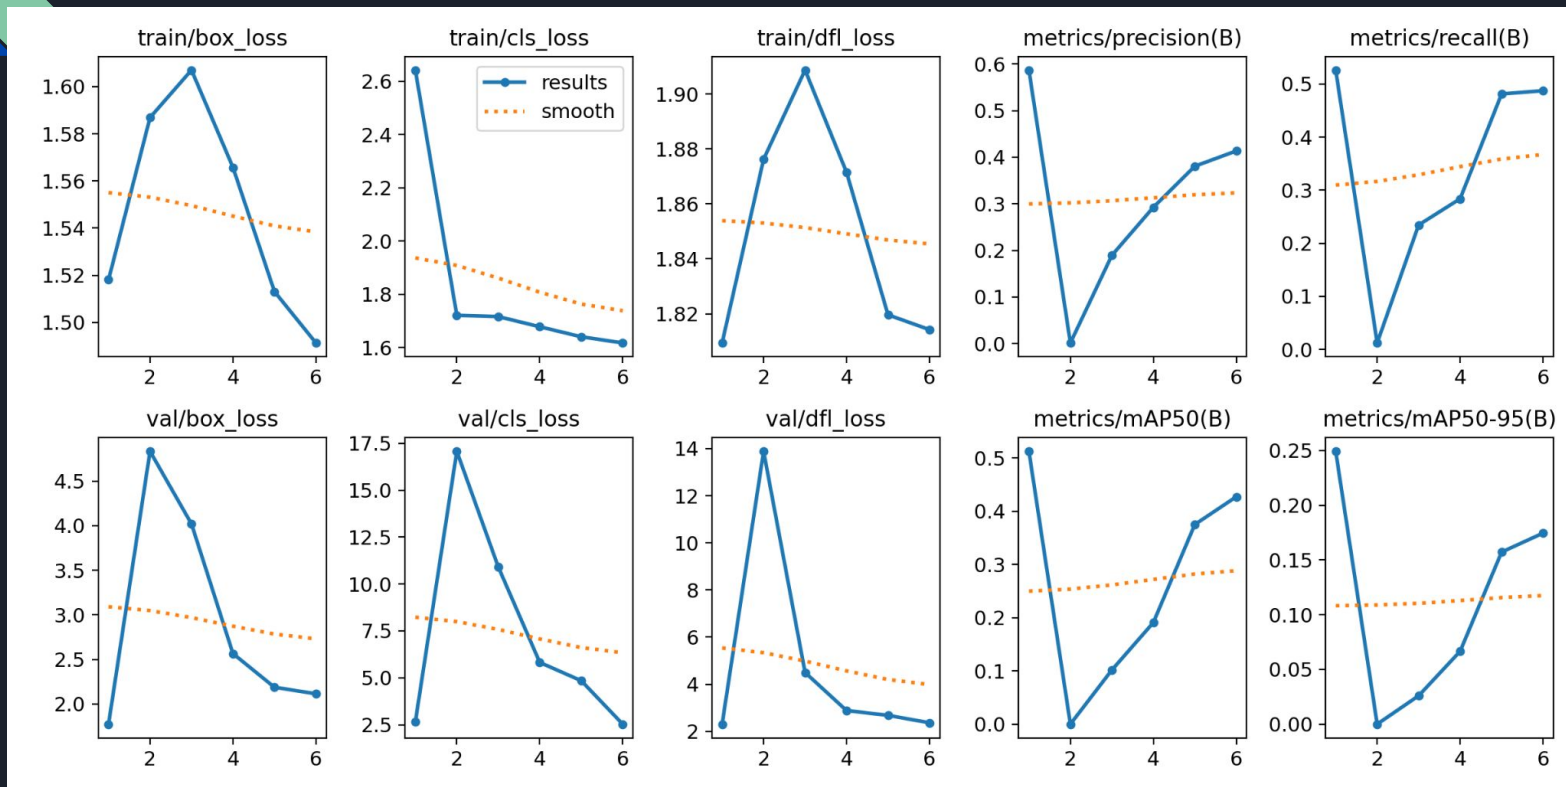 train/box_loss
1.60
1.58
1.56
1.54
1.52
1.50
2 4 6
train/cls_loss
results
smooth
2.6
2.4
2.2
2.0
1.8
1.6
2 4 6
train/dfl_loss
1.90
1.88
1.86
1.84
1.82
2 4 6
metrics/precision(B)
0.6
0.5
0.4
0.3
0.2
0.1
0.0
2 4 6
metrics/recall(B)
0.5
0.4
0.3
0.2
0.1
0.0
2 4 6
val/box_loss
4.5
4.0
3.5
3.0
2.5
2.0
2 4 6
val/cls_loss
17.5
15.0
12.5
10.0
7.5
5.0
2.5
2 4 6
val/dfl_loss
14
12
10
8
6
4
2
2 4 6
metrics/mAP50(B)
0.5
0.4
0.3
0.2
0.1
0.0
2 4 6
metrics/mAP50-95(B)
0.25
0.20
0.15
0.10
0.05
0.00
2 4 6